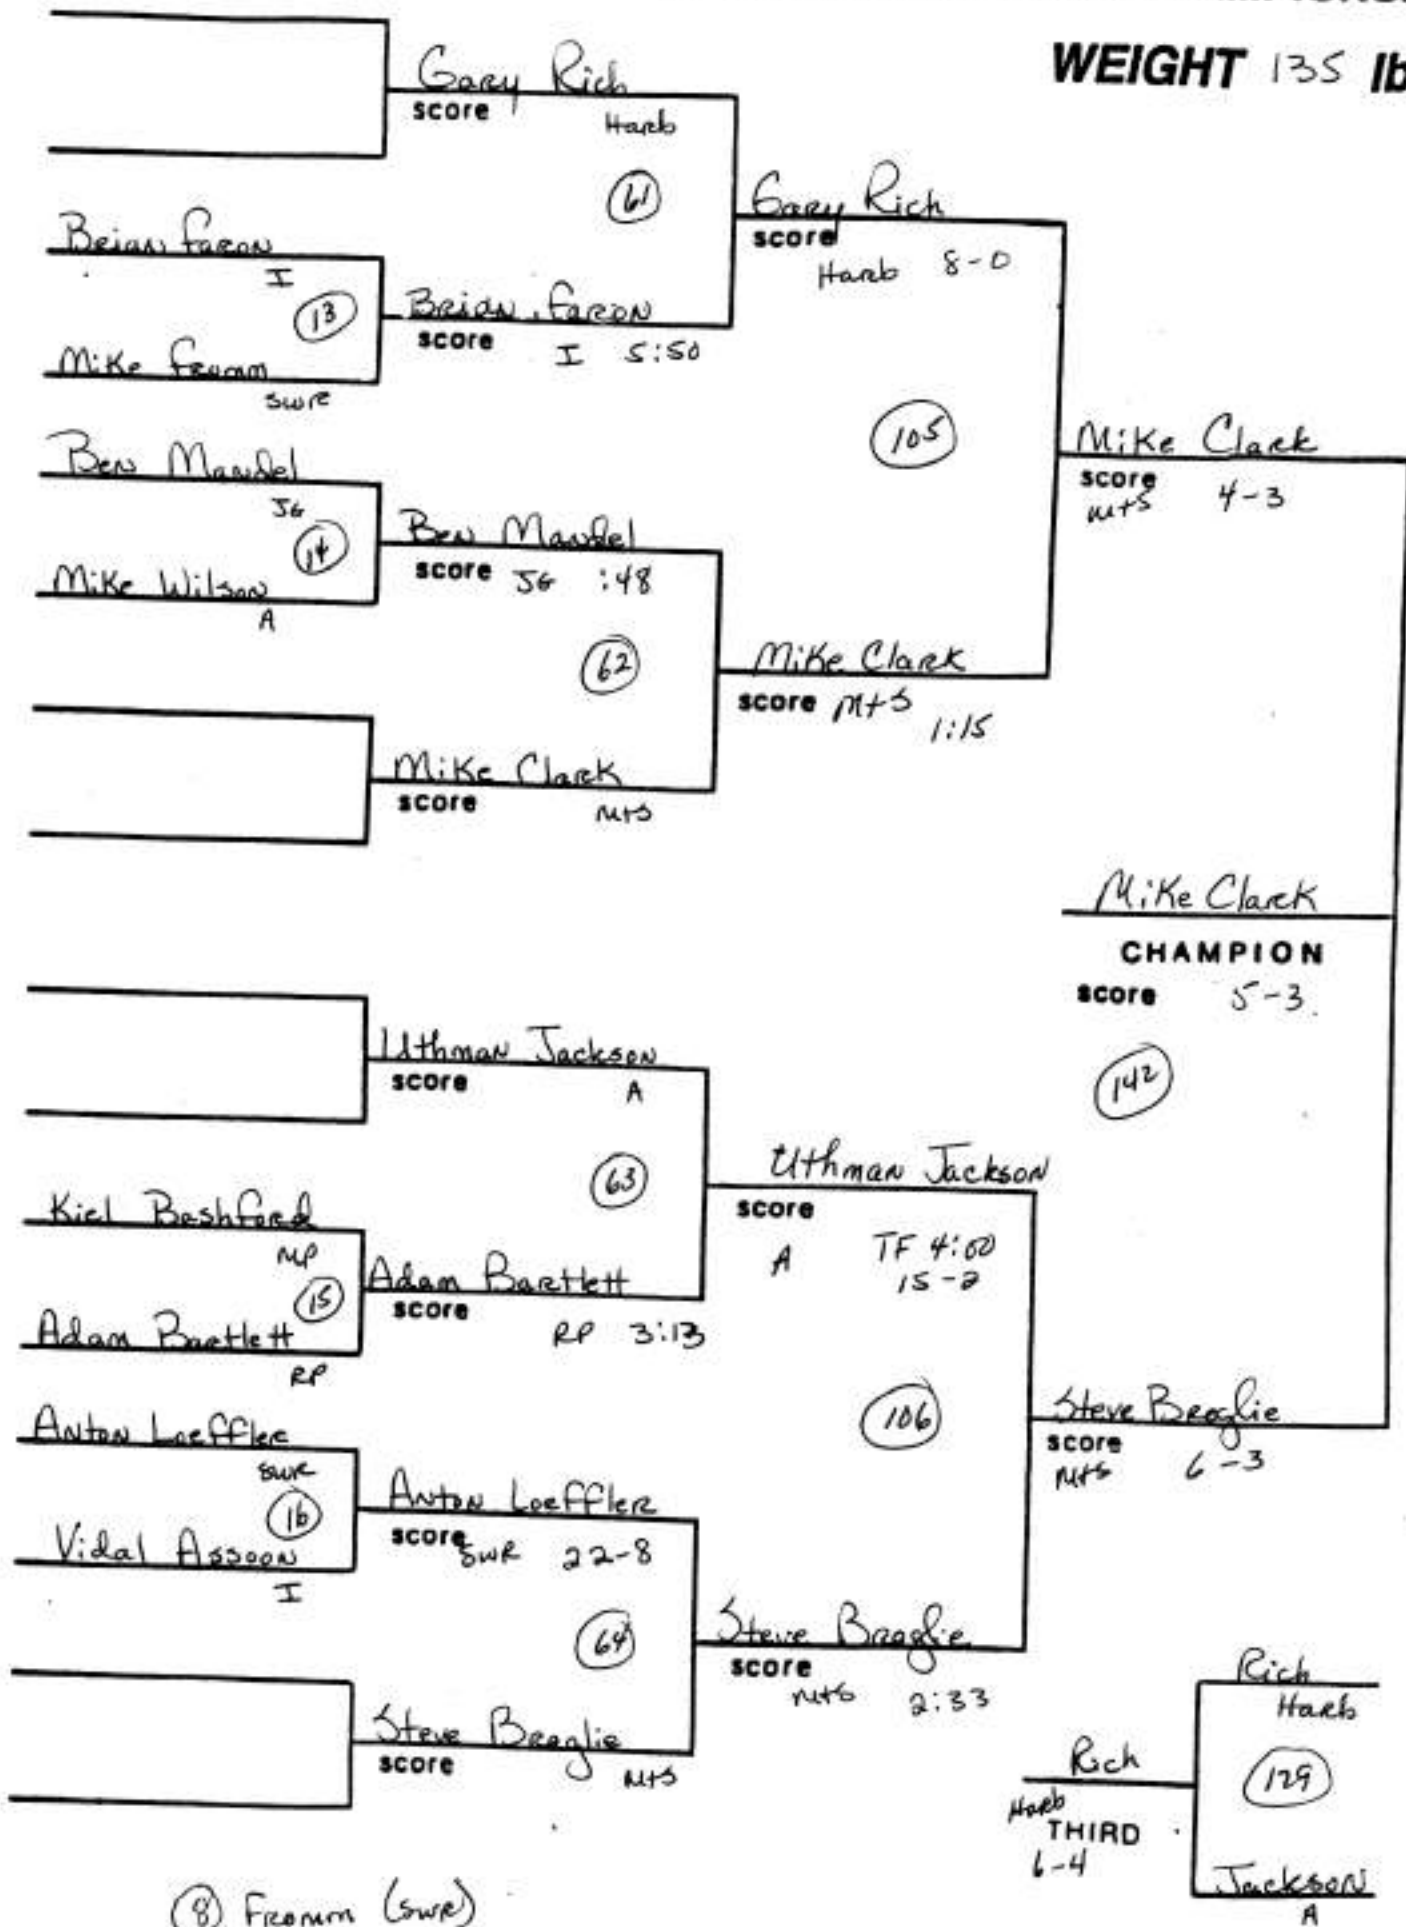 WEIGHT 135 lb
Gary Rich
score Harb
61
Gary Rich
score
Harb 8-0
Brian Faron
I
13
Brian Faron
score I 5:50
Mike Fromm
SWR
105
Mike Clark
score 4-3
M+S
Ben Mandel
JG
14
Ben Mandel
score JG :48
Mike Wilson
A
62
Mike Clark
score M+S
1:15
Mike Clark
score M+S
Mike Clark
CHAMPION
score 5-3
142
Uthman Jackson
score A
63
Uthman Jackson
score
A TF 4:00
15-2
Kiel Bashford
MP
15
Adam Bartlett
score
RP 3:13
Adam Bartlett
RP
106
Steve Broglie
score 6-3
M+S
Anton Loeffler
SWR
16
Anton Loeffler
score SWR 22-8
Vidal Assoon
I
64
Steve Broglie
score
M+S 2:33
Steve Broglie
score M+S
Rich
Harb
Rich
129
Harb
THIRD
6-4
Jackson
A
8 Fromm (SWR)